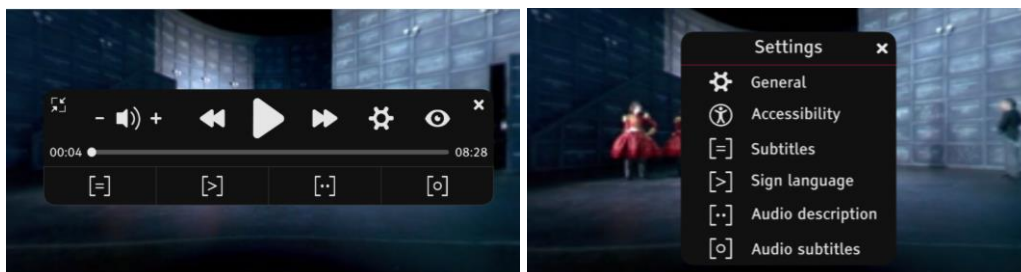 - +
00:04 08:28
[=] [>] [··] [o]
Settings
General
Accessibility
[=] Subtitles
[>] Sign language
[··] Audio description
[o] Audio subtitles